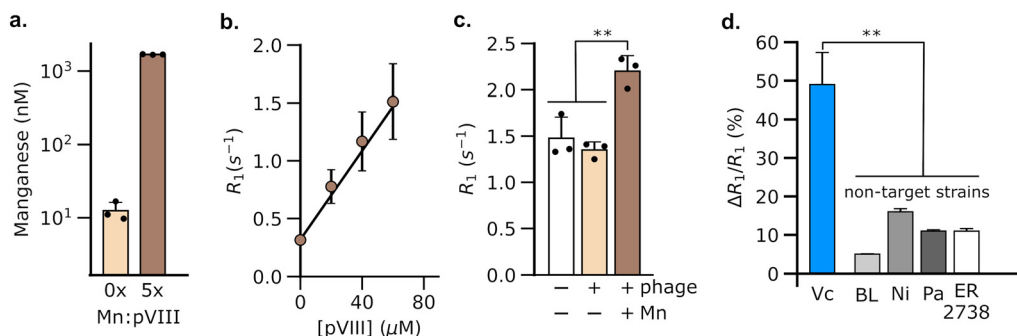 a.
Manganese (nM)
10³
10²
10¹
0x 5x
Mn:pVIII
b.
R₁(s⁻¹)
2.0
1.5
1.0
0.5
0.0
0 40 80
[pVIII] (μM)
c.
R₁ (s⁻¹)
2.5
2.0
1.5
1.0
0.5
0.0
**
− + + phage
− − + Mn
d.
ΔR₁/R₁ (%)
60
50
40
30
20
10
0
**
non-target strains
Vc BL Ni Pa ER
2738